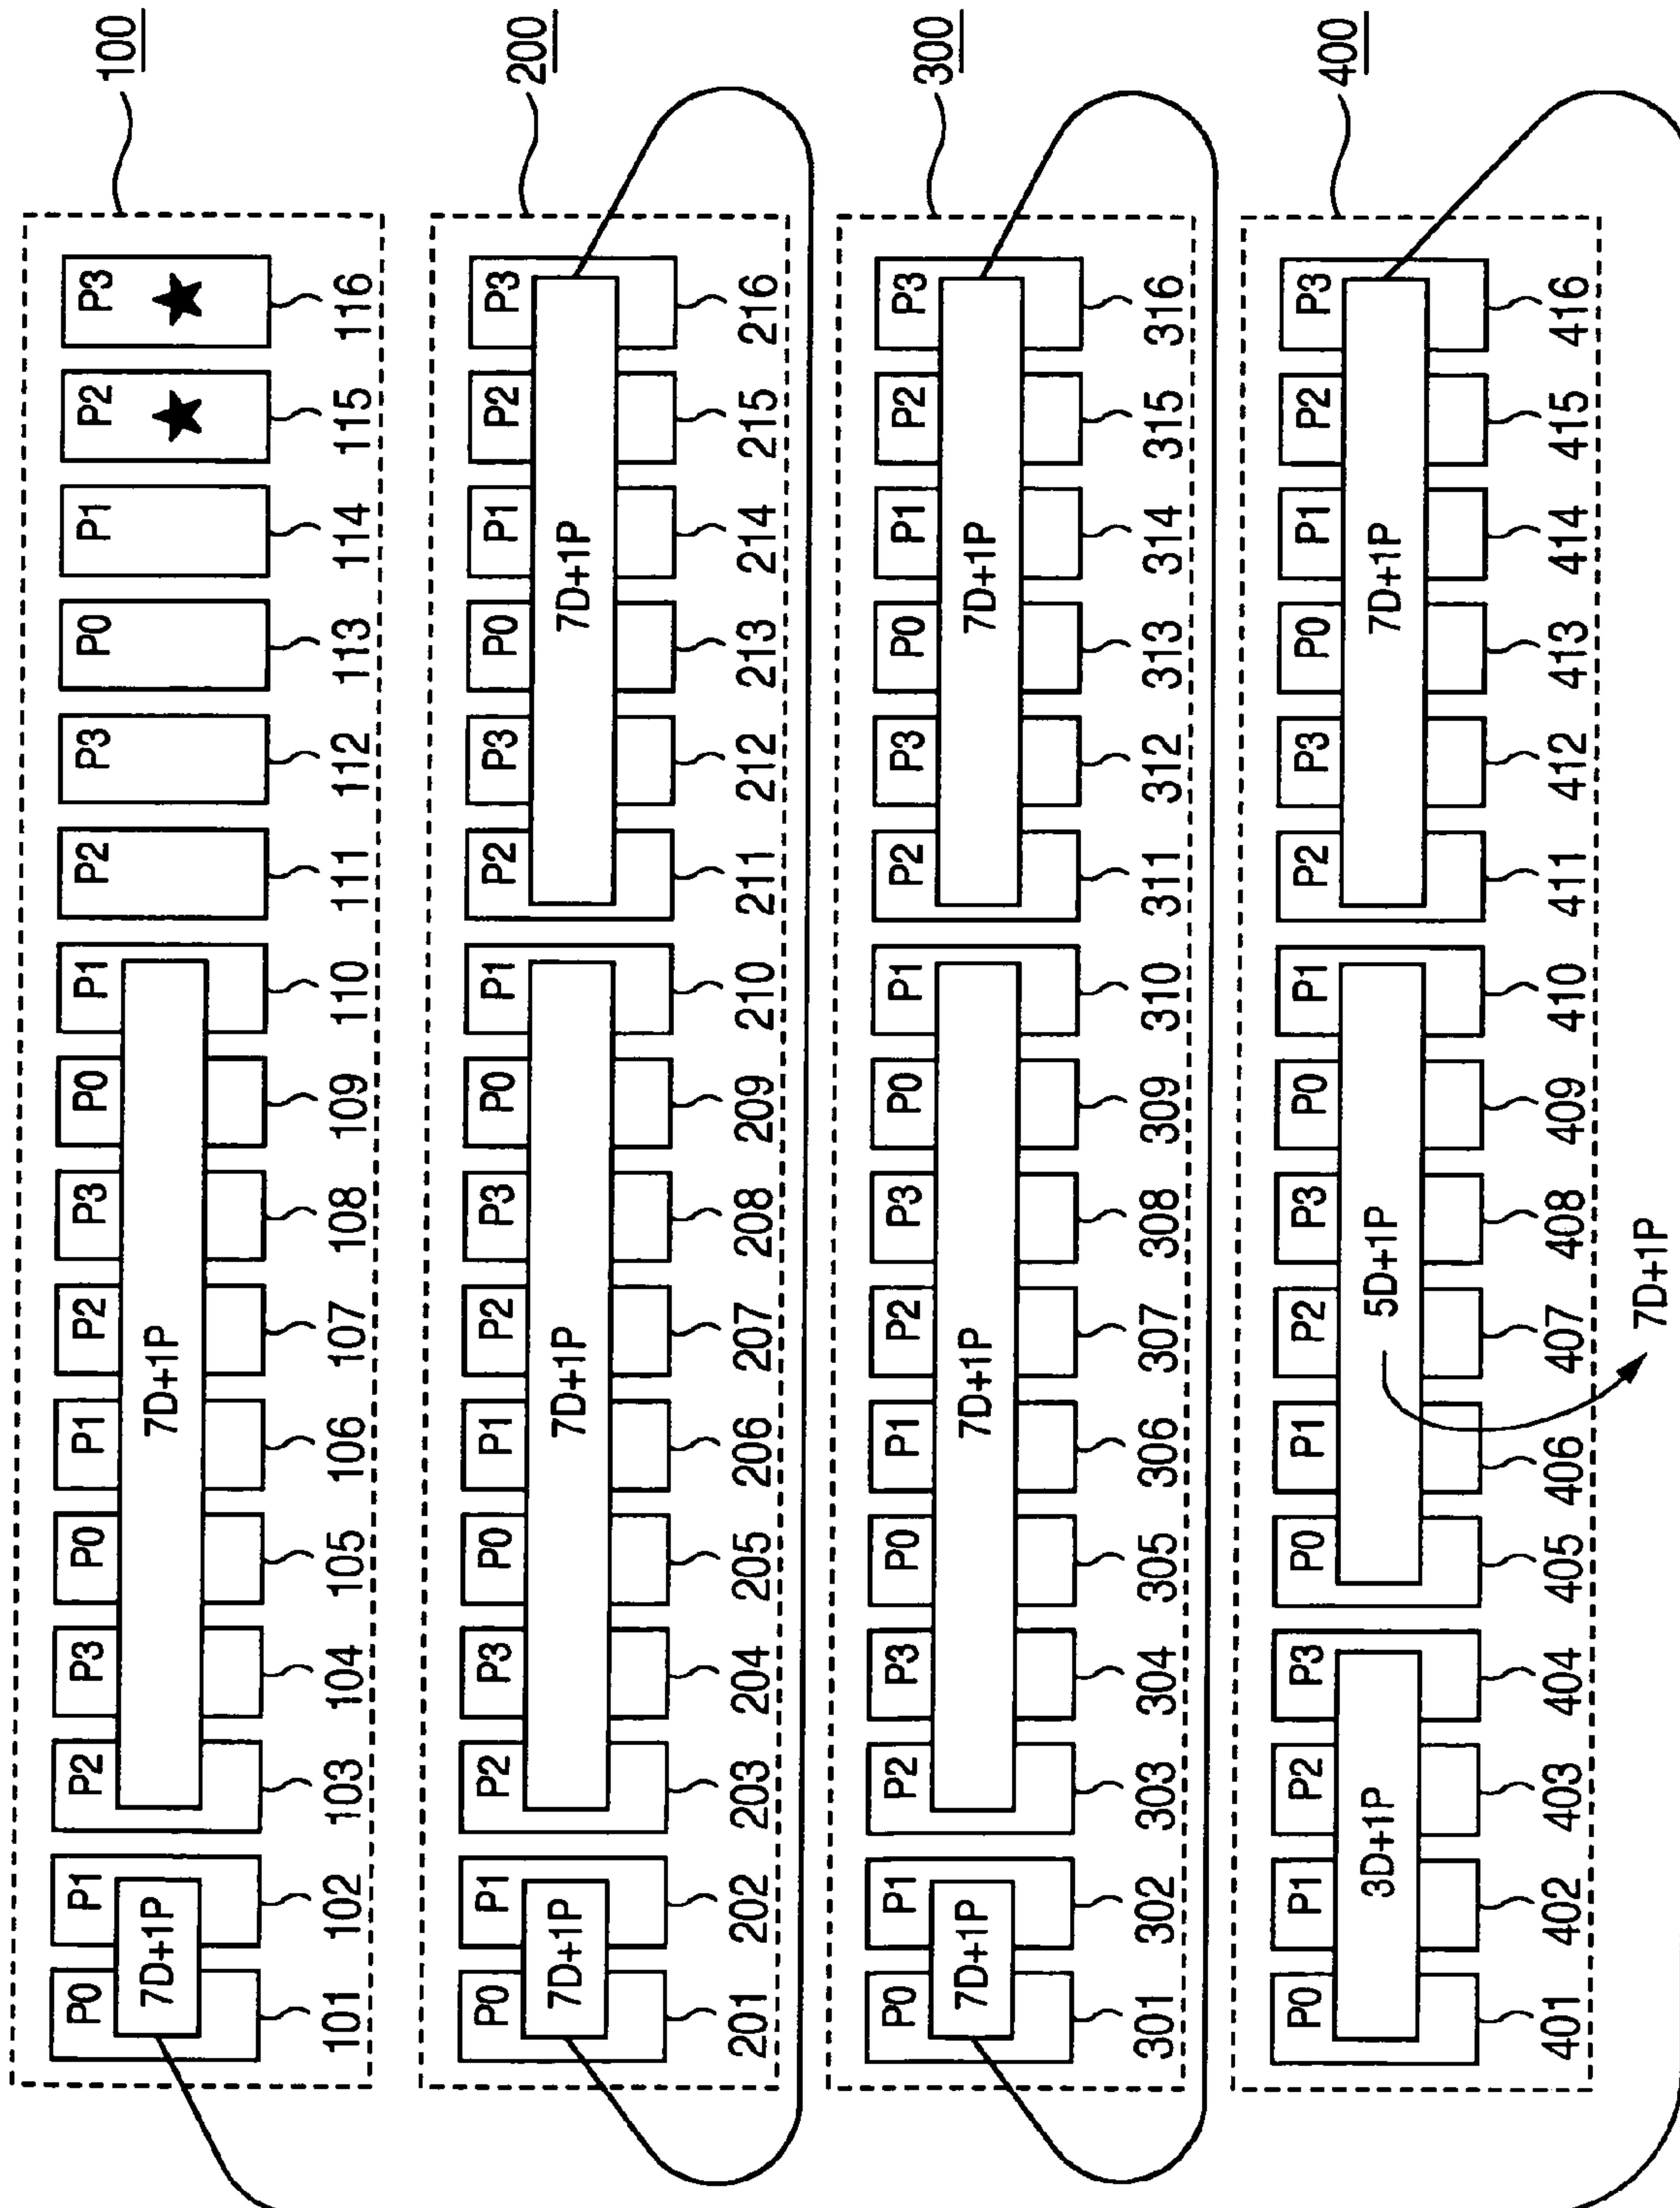 P0 P1 P2 P3 P0 P1 P2 P3 P0 P1 P2 P3 P0 P1 P2 P3 100
7D+1P 7D+1P
101 102 103 104 105 106 107 108 109 110 111 112 113 114 115 116
P0 P1 P2 P3 P0 P1 P2 P3 P0 P1 P2 P3 P0 P1 P2 P3 200
7D+1P 7D+1P 7D+1P
201 202 203 204 205 206 207 208 209 210 211 212 213 214 215 216
P0 P1 P2 P3 P0 P1 P2 P3 P0 P1 P2 P3 P0 P1 P2 P3 300
7D+1P 7D+1P 7D+1P
301 302 303 304 305 306 307 308 309 310 311 312 313 314 315 316
P0 P1 P2 P3 P0 P1 P2 P3 P0 P1 P2 P3 P0 P1 P2 P3 400
3D+1P 5D+1P 7D+1P
401 402 403 404 405 406 407 408 409 410 411 412 413 414 415 416
7D+1P